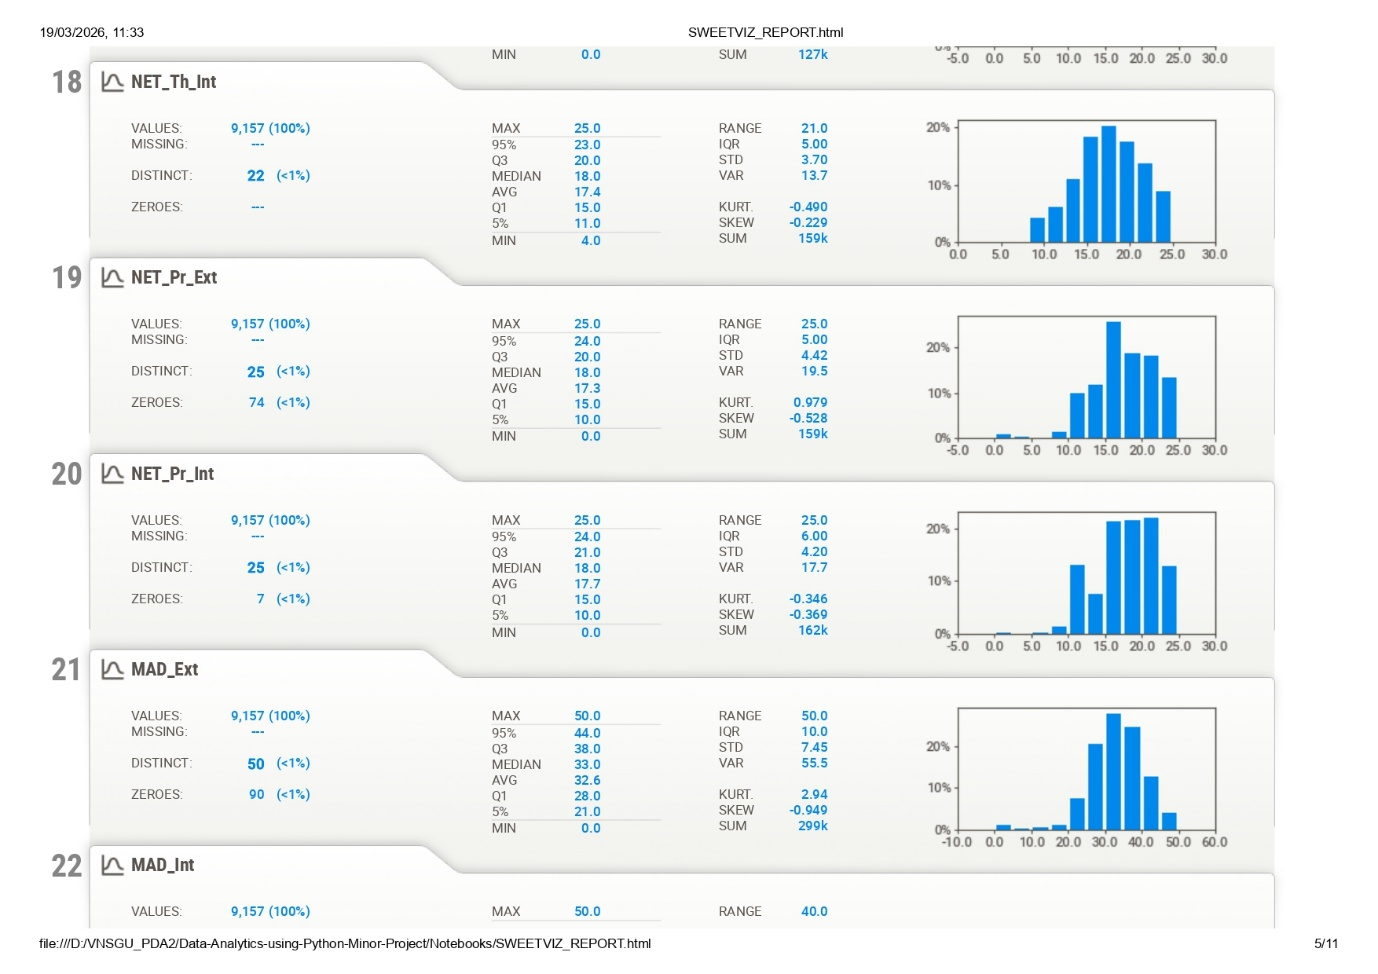 19/03/2026, 11:33 SWEETVIZ_REPORT.html
MIN 0.0 SUM 127k
0%
-5.0 0.0 5.0 10.0 15.0 20.0 25.0 30.0
18 NET_Th_Int
VALUES: 9,157 (100%) MAX 25.0 RANGE 21.0 20%
MISSING: --- 95% 23.0 IQR 5.00
Q3 20.0 STD 3.70
DISTINCT: 22 (<1%) MEDIAN 18.0 VAR 13.7
AVG 17.4 10%
ZEROES: --- Q1 15.0 KURT. -0.490
5% 11.0 SKEW -0.229
MIN 4.0 SUM 159k 0%
0.0 5.0 10.0 15.0 20.0 25.0 30.0
19 NET_Pr_Ext
VALUES: 9,157 (100%) MAX 25.0 RANGE 25.0
MISSING: --- 95% 24.0 IQR 5.00 20%
Q3 20.0 STD 4.42
DISTINCT: 25 (<1%) MEDIAN 18.0 VAR 19.5
AVG 17.3 10%
ZEROES: 74 (<1%) Q1 15.0 KURT. 0.979
5% 10.0 SKEW -0.528
MIN 0.0 SUM 159k 0%
-5.0 0.0 5.0 10.0 15.0 20.0 25.0 30.0
20 NET_Pr_Int
VALUES: 9,157 (100%) MAX 25.0 RANGE 25.0 20%
MISSING: --- 95% 24.0 IQR 6.00
Q3 21.0 STD 4.20
DISTINCT: 25 (<1%) MEDIAN 18.0 VAR 17.7
AVG 17.7 10%
ZEROES: 7 (<1%) Q1 15.0 KURT. -0.346
5% 10.0 SKEW -0.369
MIN 0.0 SUM 162k 0%
-5.0 0.0 5.0 10.0 15.0 20.0 25.0 30.0
21 MAD_Ext
VALUES: 9,157 (100%) MAX 50.0 RANGE 50.0
MISSING: --- 95% 44.0 IQR 10.0
Q3 38.0 STD 7.45 20%
DISTINCT: 50 (<1%) MEDIAN 33.0 VAR 55.5
AVG 32.6
ZEROES: 90 (<1%) Q1 28.0 KURT. 2.94 10%
5% 21.0 SKEW -0.949
MIN 0.0 SUM 299k 0%
-10.0 0.0 10.0 20.0 30.0 40.0 50.0 60.0
22 MAD_Int
VALUES: 9,157 (100%) MAX 50.0 RANGE 40.0
file:///D:/VNSGU_PDA2/Data-Analytics-using-Python-Minor-Project/Notebooks/SWEETVIZ_REPORT.html 5/11